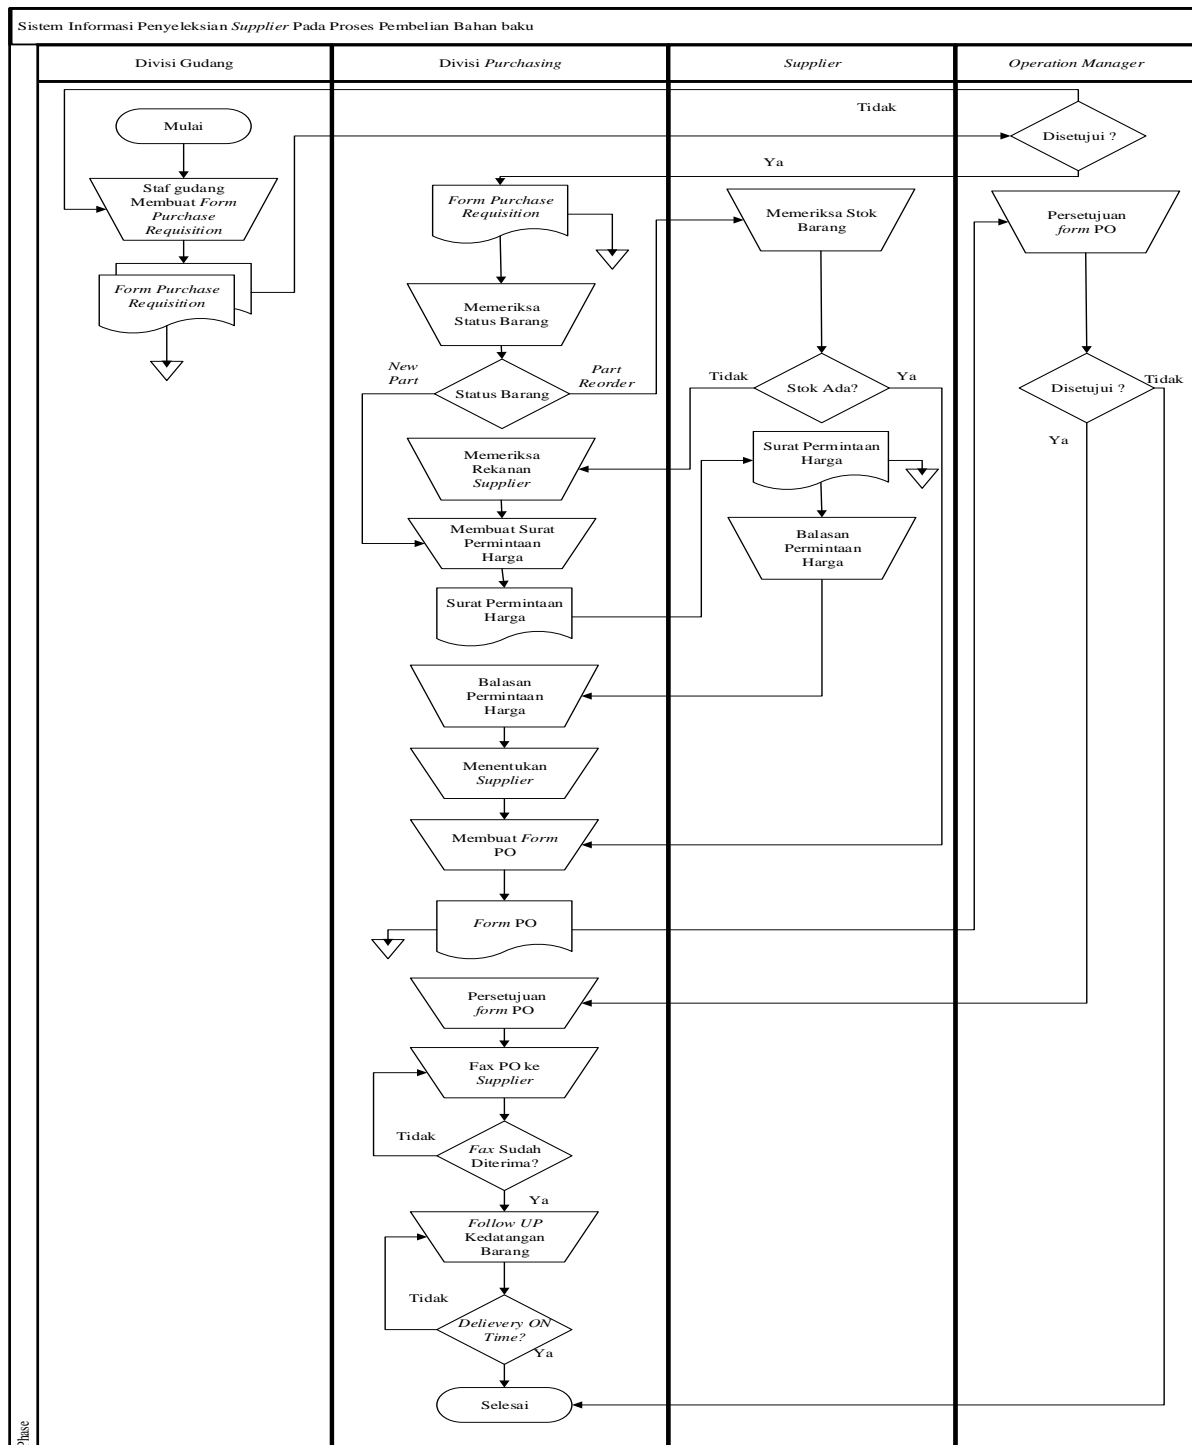 Sistem Informasi Penyeleksian Supplier Pada Proses Pembelian Bahan baku
Divisi Gudang
Divisi Purchasing
Supplier
Operation Manager
Mulai
Staf gudang
Membuat Form
Purchase
Requisition
Form Purchase
Requisition
Tidak
Disetujui ?
Ya
Form Purchase
Requisition
Memeriksa
Status Barang
New
Part
Status Barang
Part
Reorder
Memeriksa Stok
Barang
Tidak
Stok Ada?
Ya
Persetujuan
form PO
Disetujui ?
Tidak
Ya
Memeriksa
Rekanan
Supplier
Membuat Surat
Permintaan
Harga
Surat Permintaan
Harga
Surat Permintaan
Harga
Balasan
Permintaan
Harga
Balasan
Permintaan
Harga
Menentukan
Supplier
Membuat Form
PO
Form PO
Persetujuan
form PO
Fax PO ke
Supplier
Tidak
Fax Sudah
Diterima?
Ya
Follow UP
Kedatangan
Barang
Tidak
Delievery ON
Time?
Ya
Selesai
Phase